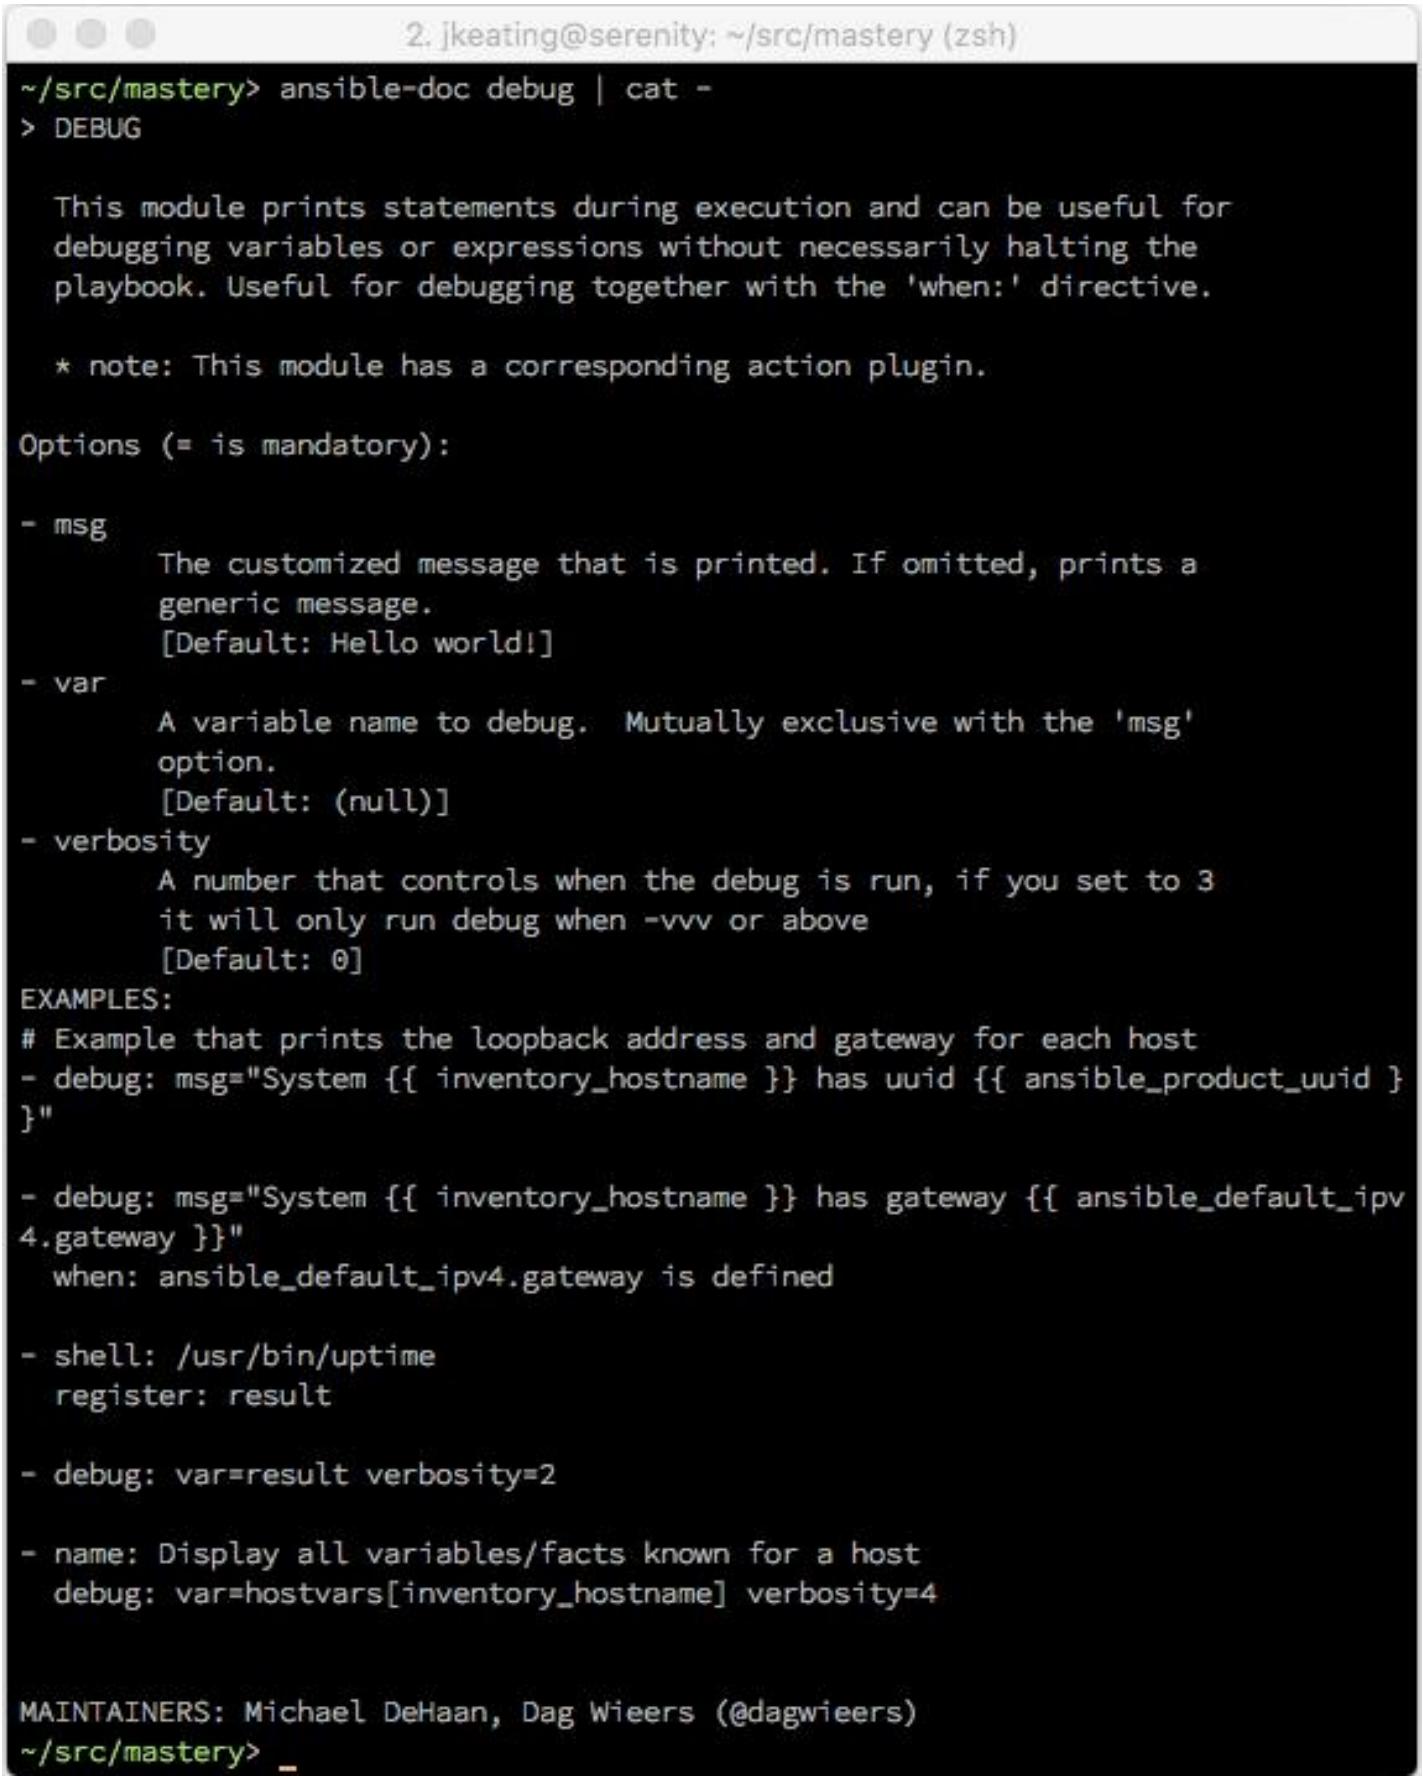 2. jkeating@serenity: ~/src/mastery (zsh)
~/src/mastery> ansible-doc debug | cat -
> DEBUG
  This module prints statements during execution and can be useful for
  debugging variables or expressions without necessarily halting the
  playbook. Useful for debugging together with the 'when:' directive.
  * note: This module has a corresponding action plugin.
Options (= is mandatory):
- msg
        The customized message that is printed. If omitted, prints a
        generic message.
        [Default: Hello world!]
- var
        A variable name to debug.  Mutually exclusive with the 'msg'
        option.
        [Default: (null)]
- verbosity
        A number that controls when the debug is run, if you set to 3
        it will only run debug when -vvv or above
        [Default: 0]
EXAMPLES:
# Example that prints the loopback address and gateway for each host
- debug: msg="System {{ inventory_hostname }} has uuid {{ ansible_product_uuid }
}"
- debug: msg="System {{ inventory_hostname }} has gateway {{ ansible_default_ipv
4.gateway }}"
  when: ansible_default_ipv4.gateway is defined
- shell: /usr/bin/uptime
  register: result
- debug: var=result verbosity=2
- name: Display all variables/facts known for a host
  debug: var=hostvars[inventory_hostname] verbosity=4
MAINTAINERS: Michael DeHaan, Dag Wieers (@dagwieers)
~/src/mastery> _